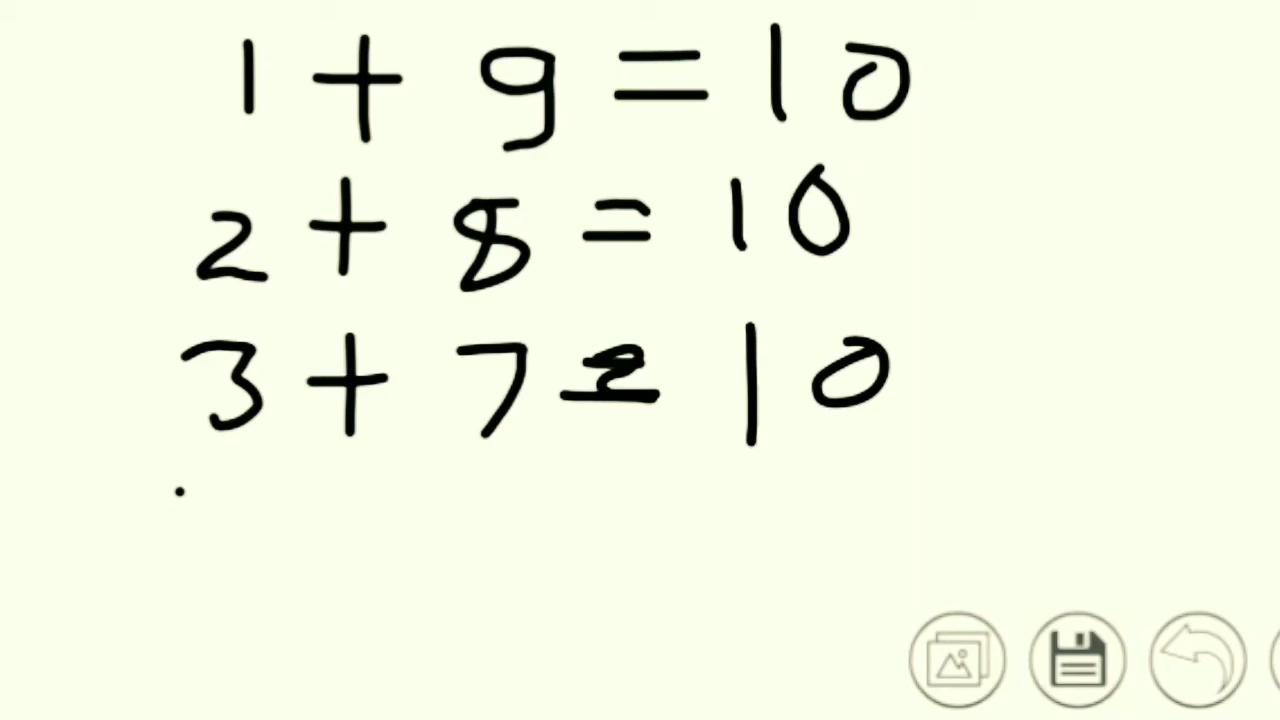 1 + 9 = 10
2 + 8 = 10
3 + 7 = 10